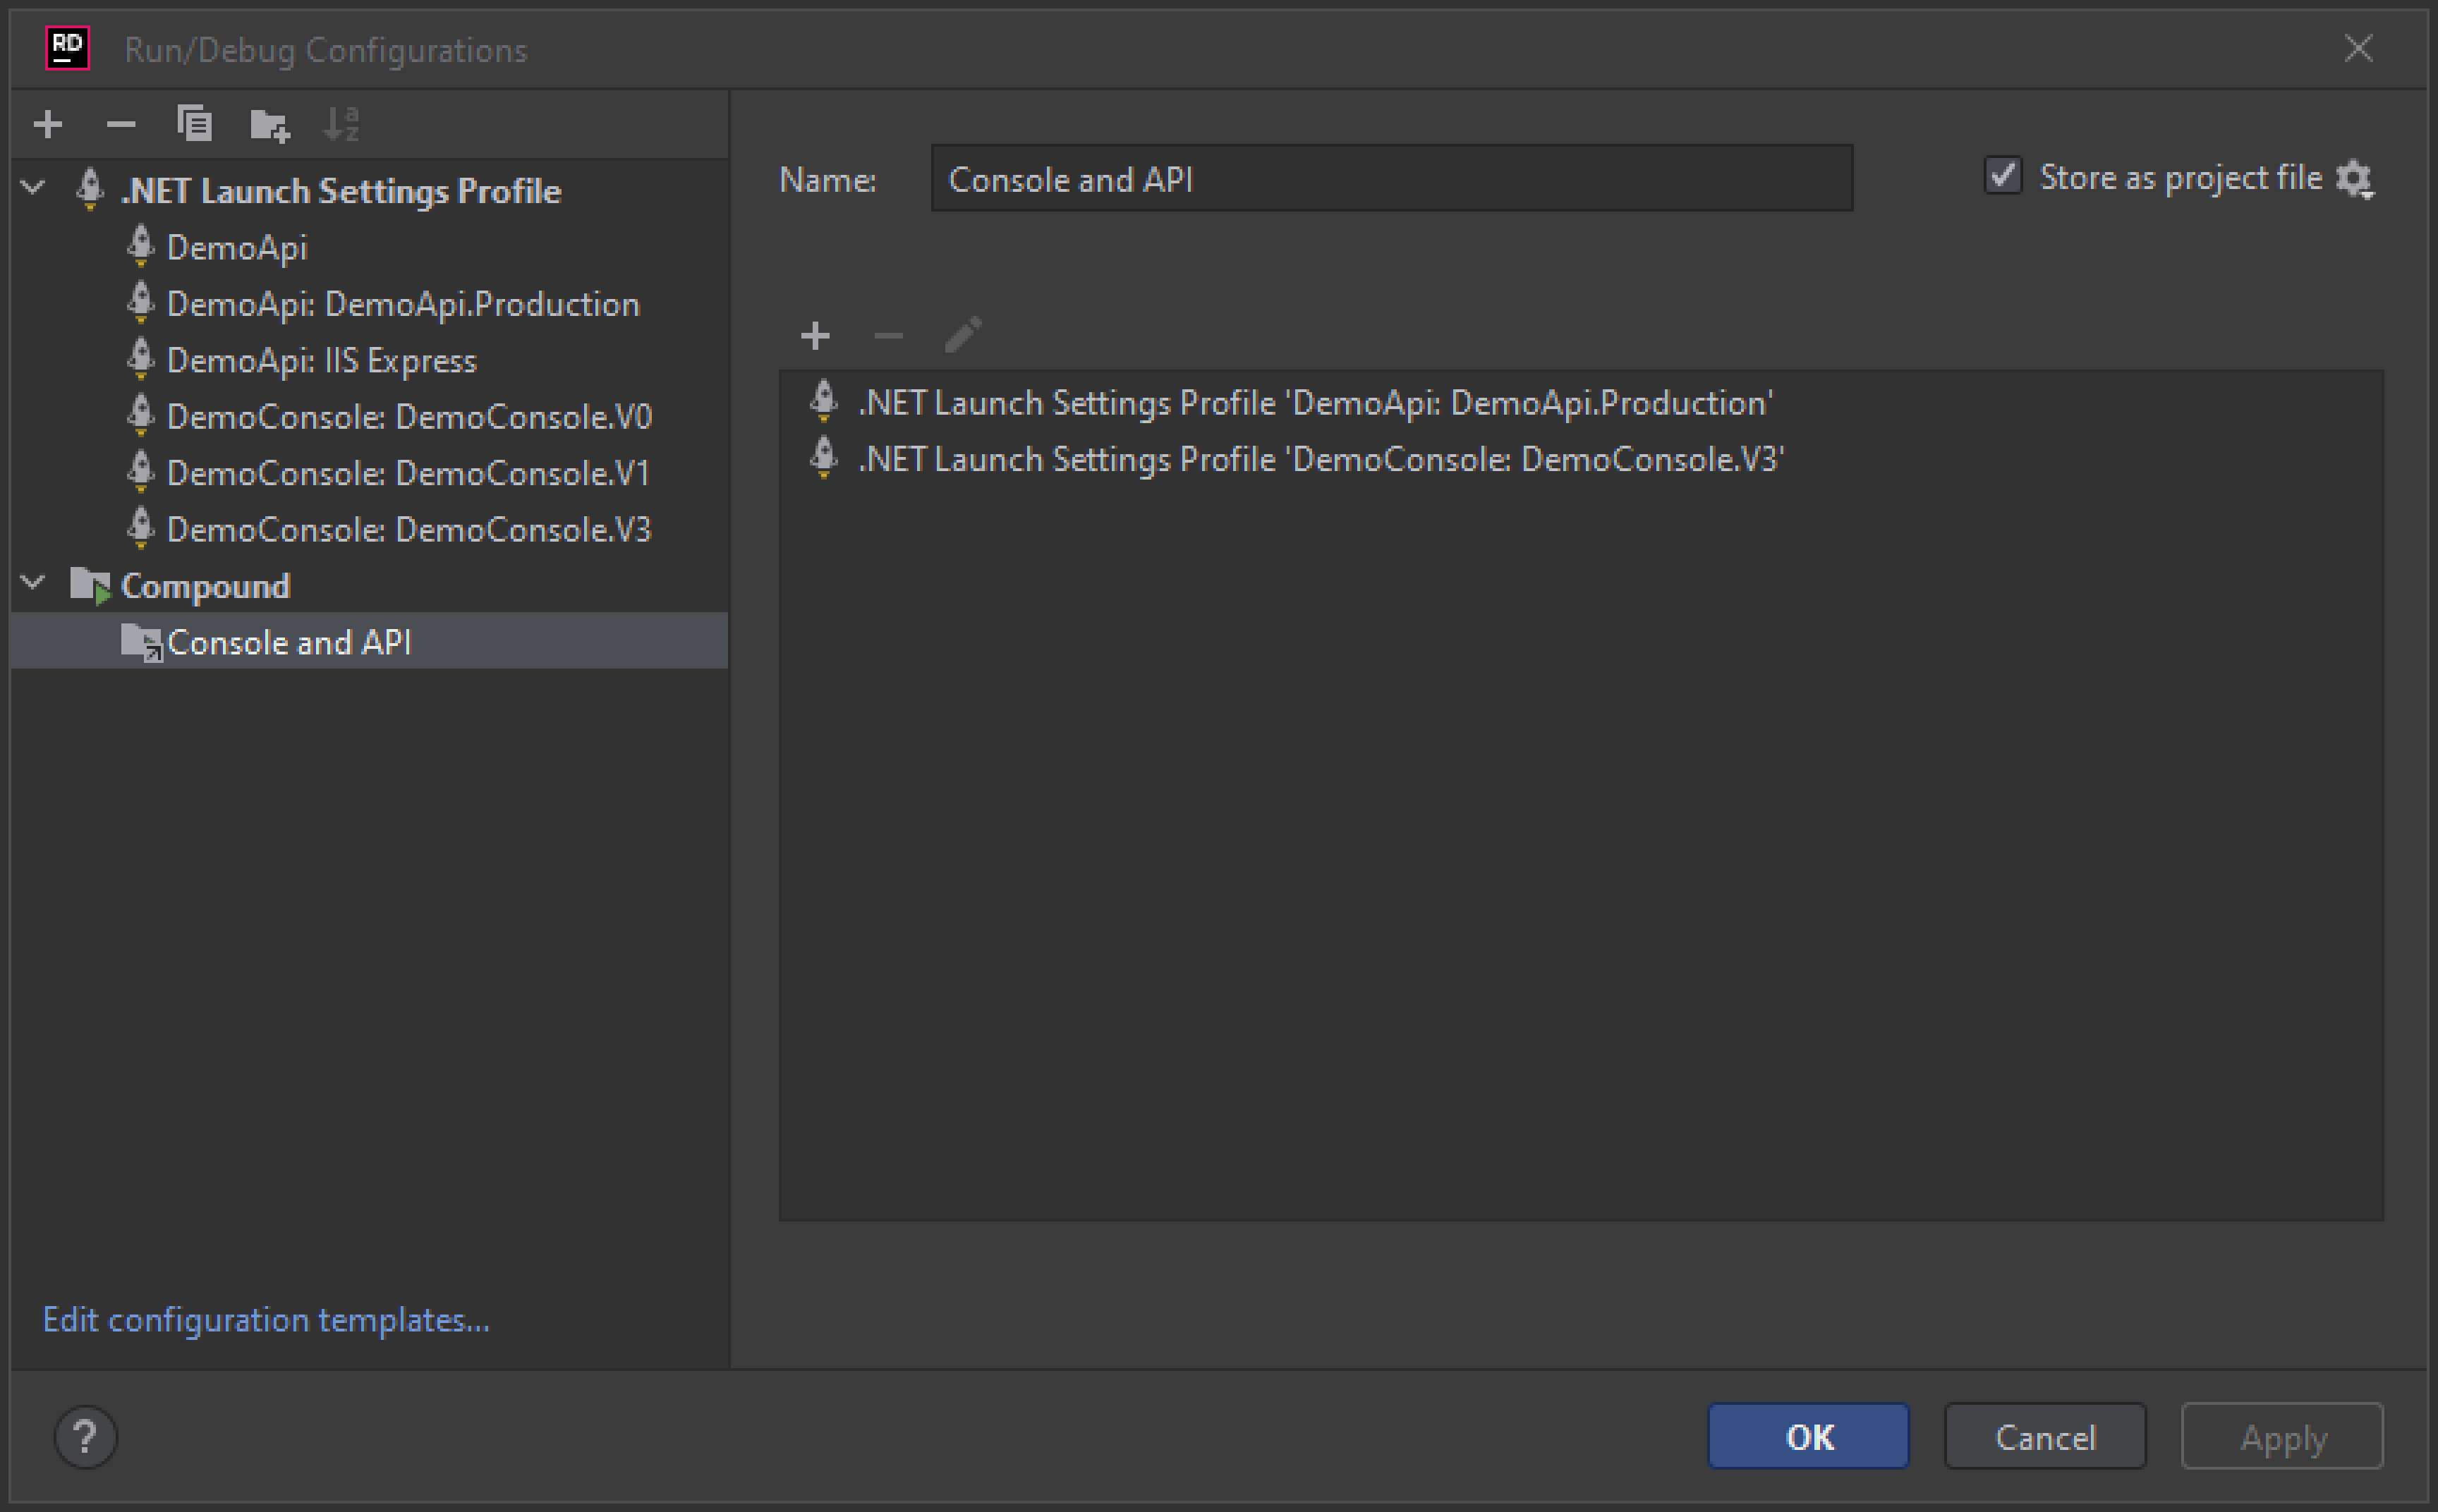 RD
Run/Debug Configurations
a
z
.NET Launch Settings Profile
DemoApi
DemoApi: DemoApi.Production
DemoApi: IIS Express
DemoConsole: DemoConsole.V0
DemoConsole: DemoConsole.V1
DemoConsole: DemoConsole.V3
Compound
Console and API
Edit configuration templates...
Name: Console and API
Store as project file
.NET Launch Settings Profile 'DemoApi: DemoApi.Production'
.NET Launch Settings Profile 'DemoConsole: DemoConsole.V3'
?
OK
Cancel
Apply